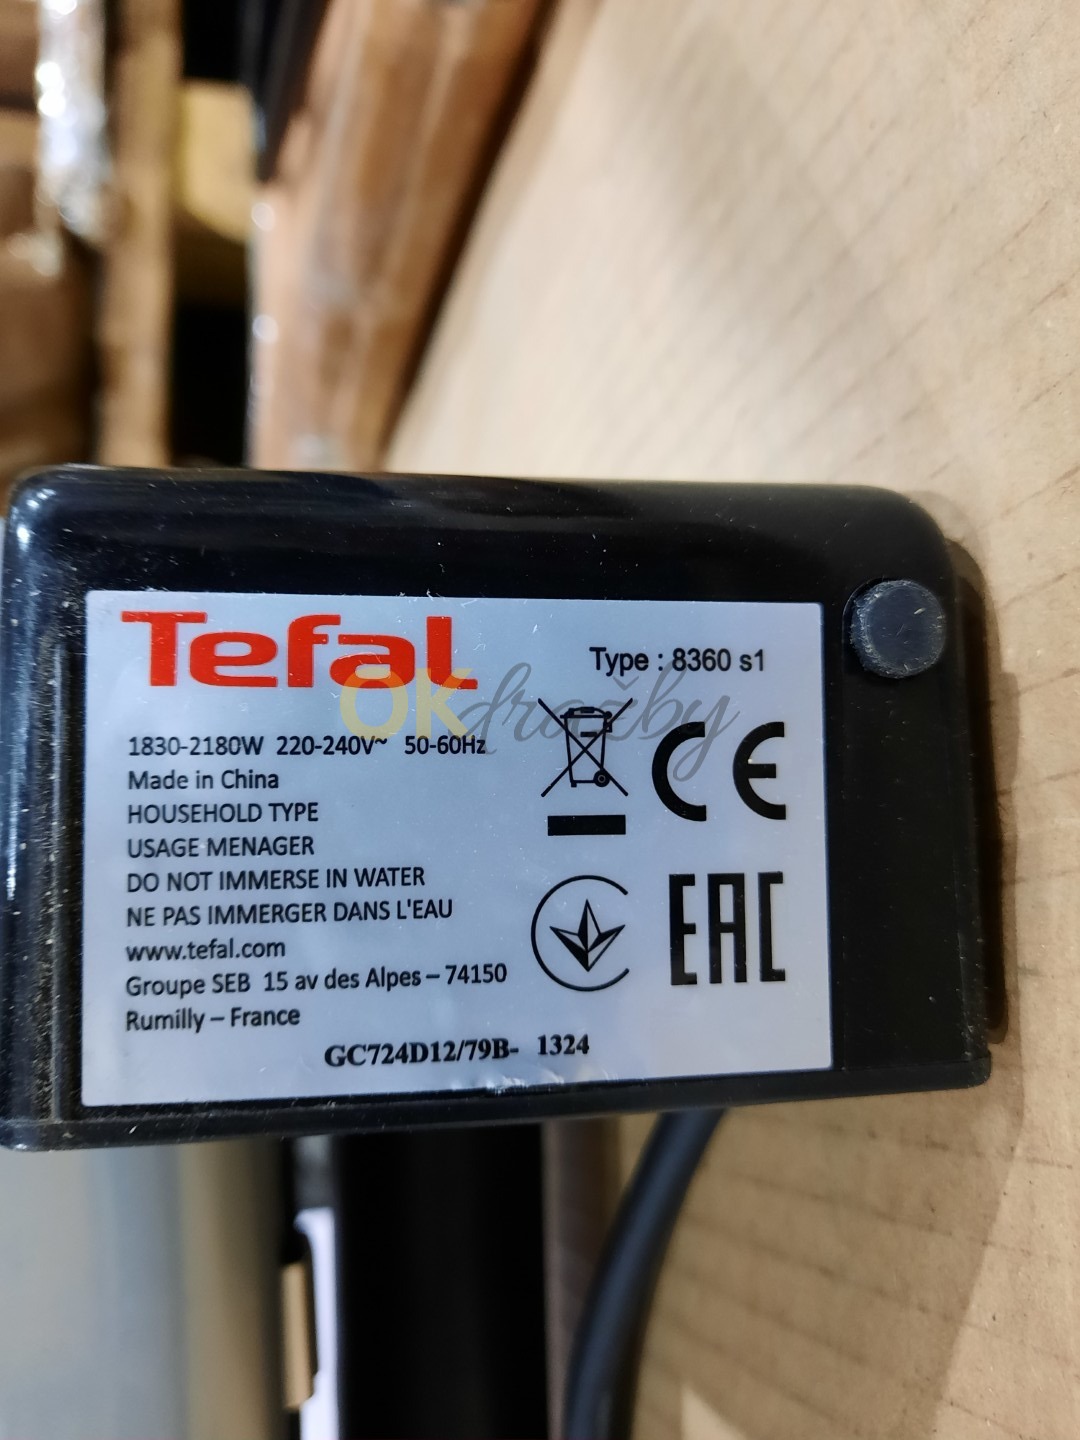 Tefal
Type : 8360 s1
OKdražby
1830-2180W 220-240V~ 50-60Hz
Made in China
HOUSEHOLD TYPE
USAGE MENAGER
DO NOT IMMERSE IN WATER
NE PAS IMMERGER DANS L'EAU
www.tefal.com
Groupe SEB 15 av des Alpes – 74150
Rumilly – France
CE
EAC
GC724D12/79B- 1324